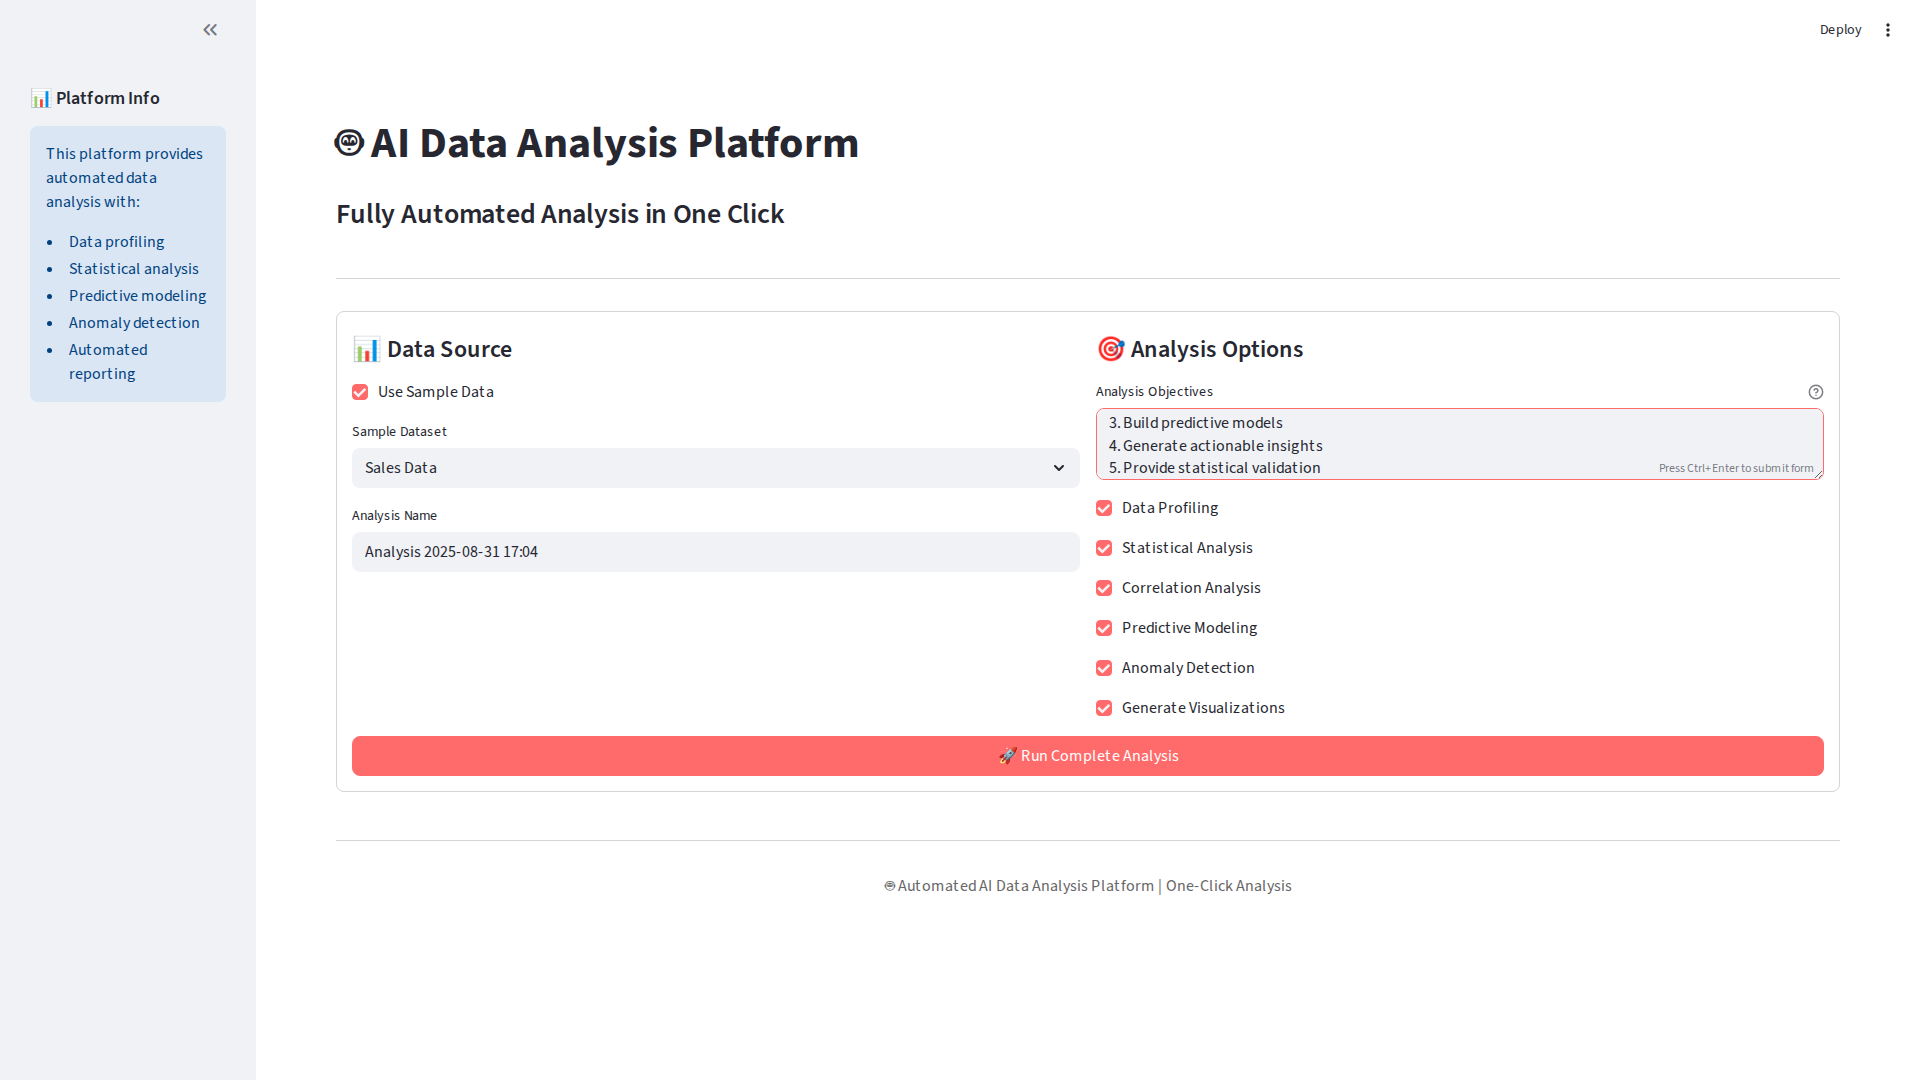 Deploy
📊 Platform Info
This platform provides
automated data
analysis with:
• Data profiling
• Statistical analysis
• Predictive modeling
• Anomaly detection
• Automated
reporting
AI Data Analysis Platform
Fully Automated Analysis in One Click
📊 Data Source
Use Sample Data
Sample Dataset
Sales Data
Analysis Name
Analysis 2025-08-31 17:04
🎯 Analysis Options
Analysis Objectives
3. Build predictive models
4. Generate actionable insights
5. Provide statistical validation
Press Ctrl+Enter to submit form
Data Profiling
Statistical Analysis
Correlation Analysis
Predictive Modeling
Anomaly Detection
Generate Visualizations
🚀 Run Complete Analysis
Automated AI Data Analysis Platform | One-Click Analysis